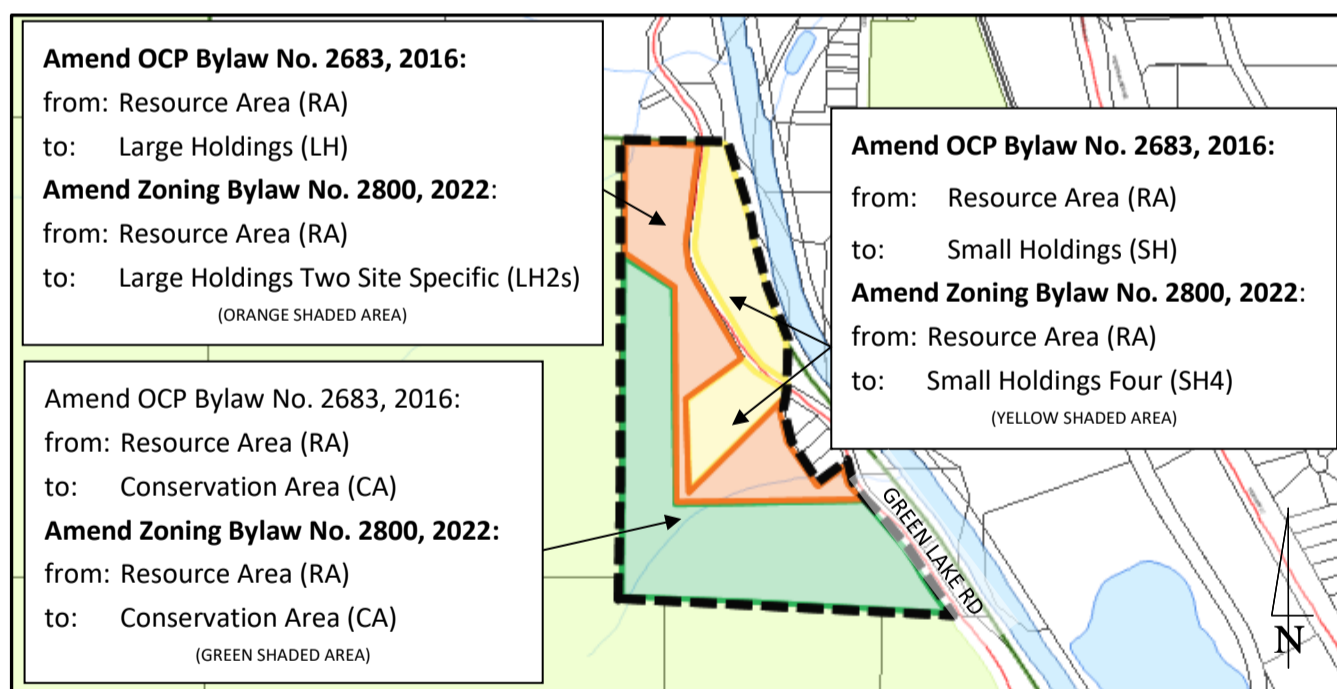 Amend OCP Bylaw No. 2683, 2016:
from: Resource Area (RA)
to: Large Holdings (LH)
Amend Zoning Bylaw No. 2800, 2022:
from: Resource Area (RA)
to: Large Holdings Two Site Specific (LH2s)
(ORANGE SHADED AREA)
Amend OCP Bylaw No. 2683, 2016:
from: Resource Area (RA)
to: Conservation Area (CA)
Amend Zoning Bylaw No. 2800, 2022:
from: Resource Area (RA)
to: Conservation Area (CA)
(GREEN SHADED AREA)
Amend OCP Bylaw No. 2683, 2016:
from: Resource Area (RA)
to: Small Holdings (SH)
Amend Zoning Bylaw No. 2800, 2022:
from: Resource Area (RA)
to: Small Holdings Four (SH4)
(YELLOW SHADED AREA)
GREEN LAKE RD
N